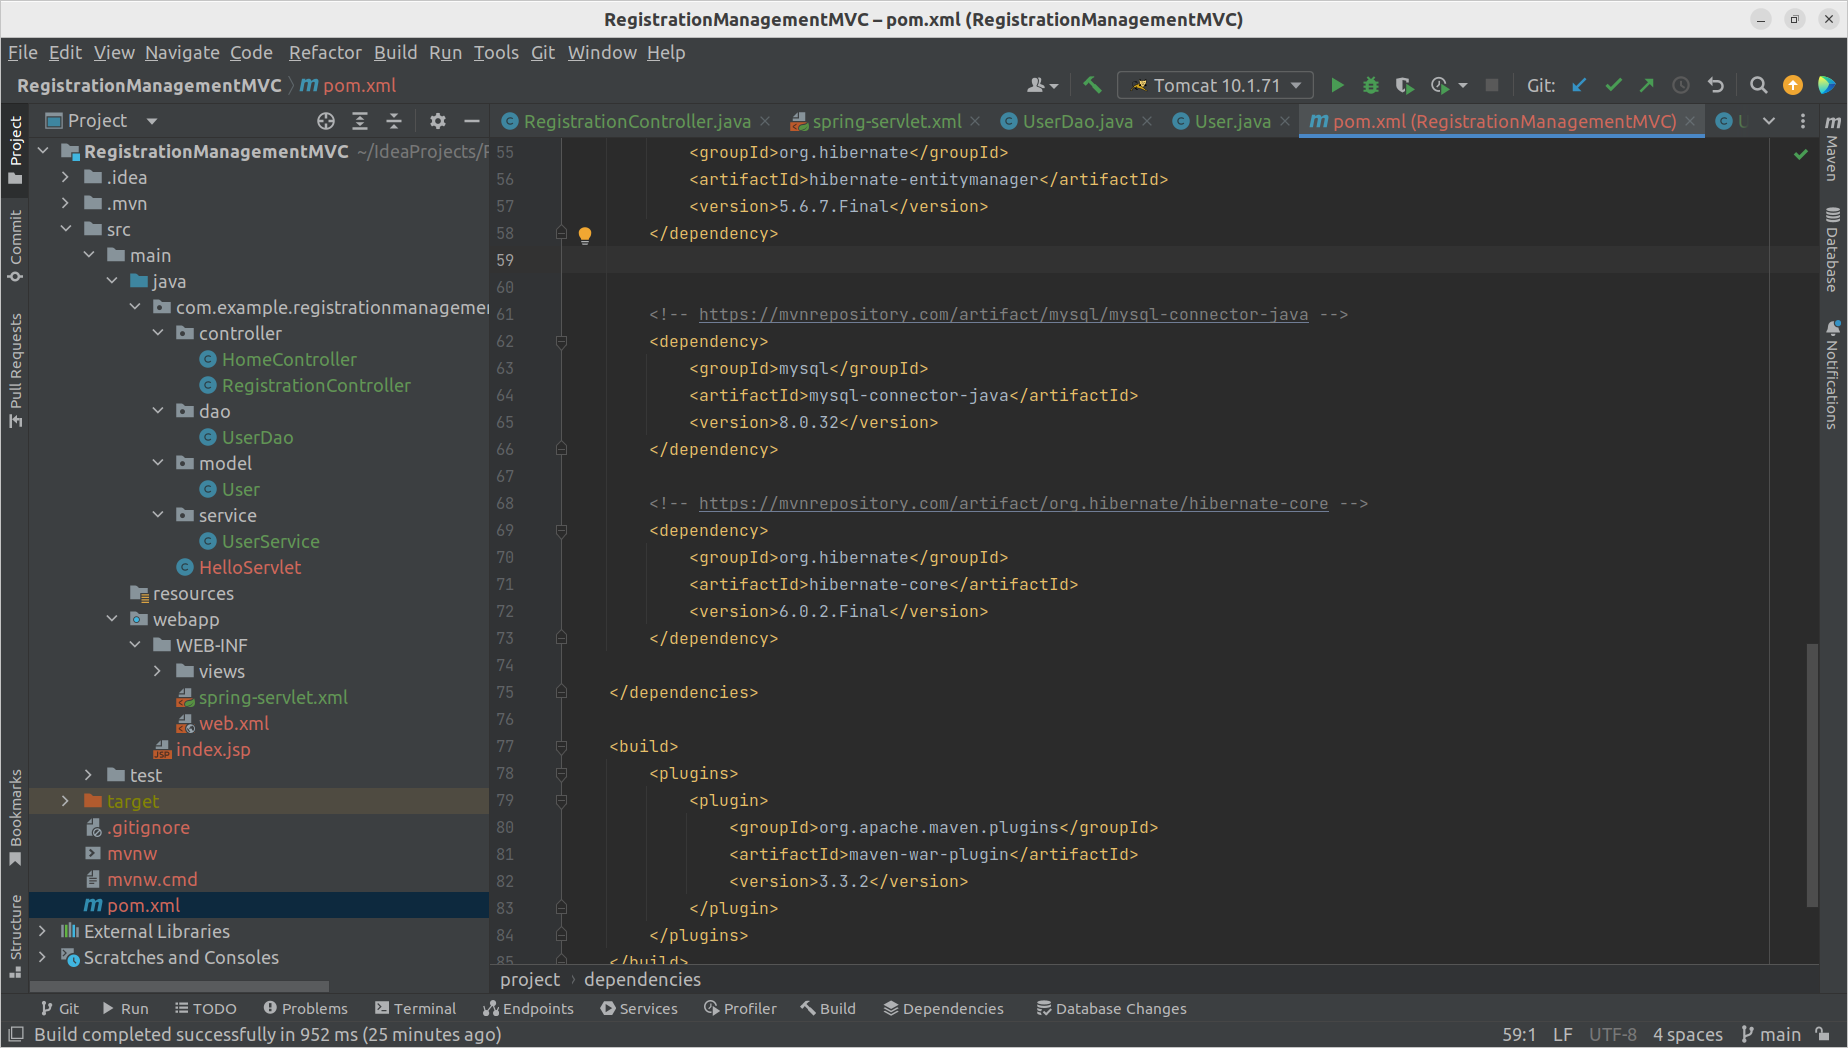 RegistrationManagementMVC – pom.xml (RegistrationManagementMVC)
File Edit View Navigate Code Refactor Build Run Tools Git Window Help
RegistrationManagementMVC pom.xml
Tomcat 10.1.71
Git:
Project
RegistrationController.java
spring-servlet.xml
UserDao.java
User.java
pom.xml (RegistrationManagementMVC)
Project
Commit
Pull Requests
Bookmarks
Structure
RegistrationManagementMVC ~/IdeaProjects/
.idea
.mvn
src
main
java
com.example.registrationmanagemen
controller
HomeController
RegistrationController
dao
UserDao
model
User
service
UserService
HelloServlet
resources
webapp
WEB-INF
views
spring-servlet.xml
web.xml
index.jsp
test
target
.gitignore
mvnw
mvnw.cmd
pom.xml
External Libraries
Scratches and Consoles
55 <groupId>org.hibernate</groupId>
56 <artifactId>hibernate-entitymanager</artifactId>
57 <version>5.6.7.Final</version>
58 </dependency>
59
60
61 <!-- https://mvnrepository.com/artifact/mysql/mysql-connector-java -->
62 <dependency>
63 <groupId>mysql</groupId>
64 <artifactId>mysql-connector-java</artifactId>
65 <version>8.0.32</version>
66 </dependency>
67
68 <!-- https://mvnrepository.com/artifact/org.hibernate/hibernate-core -->
69 <dependency>
70 <groupId>org.hibernate</groupId>
71 <artifactId>hibernate-core</artifactId>
72 <version>6.0.2.Final</version>
73 </dependency>
74
75 </dependencies>
76
77 <build>
78 <plugins>
79 <plugin>
80 <groupId>org.apache.maven.plugins</groupId>
81 <artifactId>maven-war-plugin</artifactId>
82 <version>3.3.2</version>
83 </plugin>
84 </plugins>
85 </build>
project › dependencies
Maven
Database
Notifications
Git Run TODO Problems Terminal Endpoints Services Profiler Build Dependencies Database Changes
Build completed successfully in 952 ms (25 minutes ago)
59:1 LF UTF-8 4 spaces main